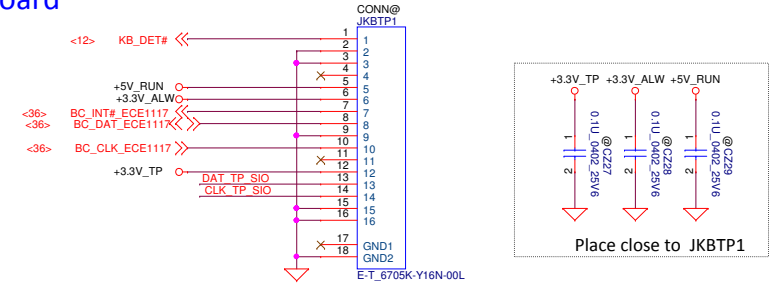 oard
CONN@
JKBTP1
<12> KB_DET# 1 1
2 2
3 3
4 4
+5V_RUN 5 5
+3.3V_ALW 6 6
<36> BC_INT#_ECE1117 7 7
<36> BC_DAT_ECE1117 8 8
9 9
<36> BC_CLK_ECE1117 10 10
11 11
+3.3V_TP 12 12
DAT_TP_SIO 13 13
CLK_TP_SIO 14 14
15 15
16 16
17 GND1
18 GND2
E-T_6705K-Y16N-00L
+3.3V_TP +3.3V_ALW +5V_RUN
1 2 0.1U_0402_25V6 @CZ27
1 2 0.1U_0402_25V6 @CZ28
1 2 0.1U_0402_25V6 @CZ29
Place close to JKBTP1